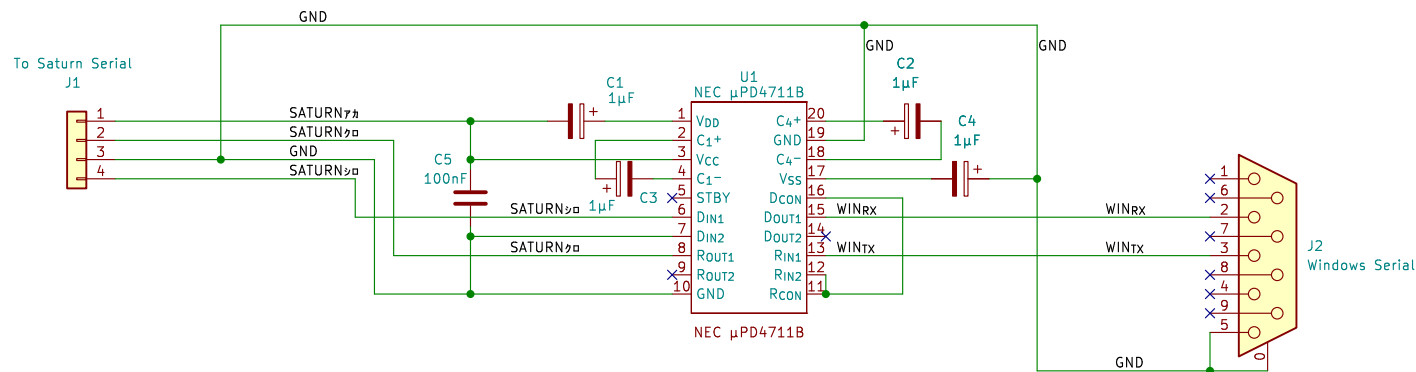 GND
To Saturn Serial
J1
1
2
3
4
SATURNアカ
SATURNクロ
GND
SATURNシロ
C1
1µF
C3
1µF
C5
100nF
SATURNシロ
SATURNクロ
U1
NEC µPD4711B
1 VDD
2 C1+
3 VCC
4 C1-
5 STBY
6 DIN1
7 DIN2
8 ROUT1
9 ROUT2
10 GND
C4+ 20
GND 19
C4- 18
VSS 17
DCON 16
DOUT1 15
DOUT2 14
RIN1 13
RIN2 12
RCON 11
NEC µPD4711B
GND
C2
1µF
C4
1µF
GND
WINRX
WINTX
WINRX
WINTX
1
6
2
7
3
8
4
9
5
0
J2
Windows Serial
GND